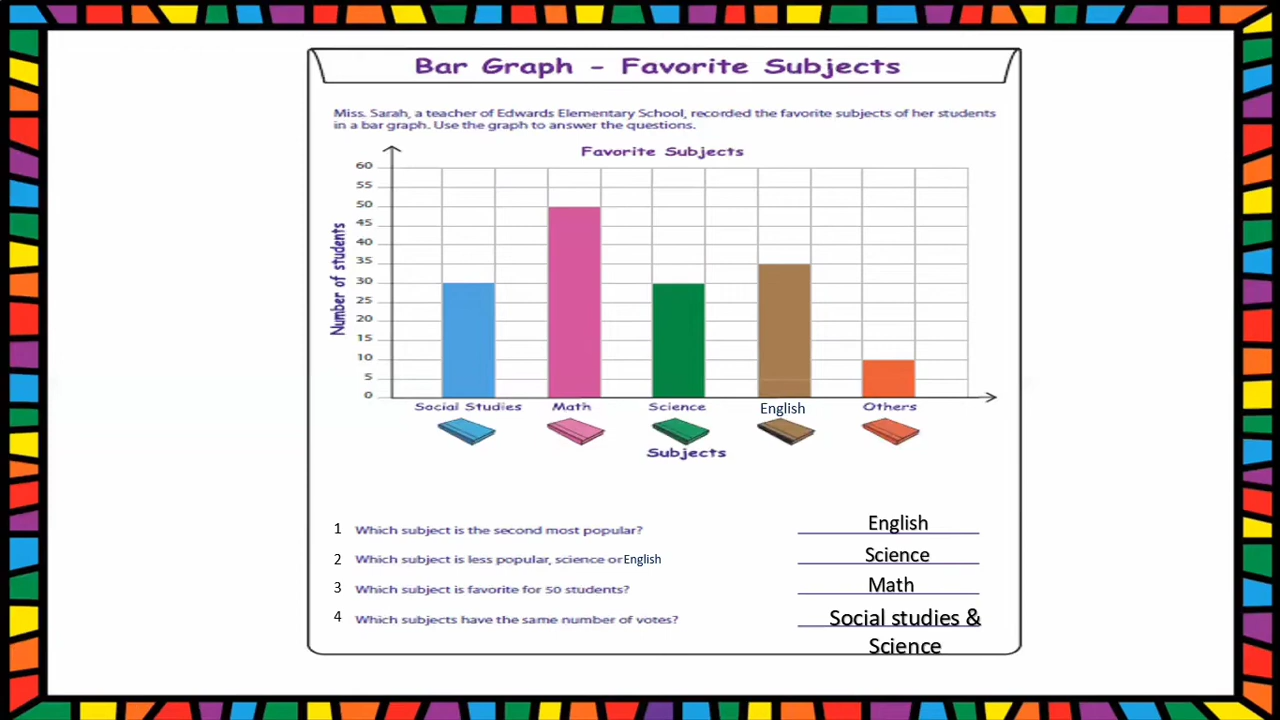 Bar Graph - Favorite Subjects
Miss. Sarah, a teacher of Edwards Elementary School, recorded the favorite subjects of her students
in a bar graph. Use the graph to answer the questions.
Favorite Subjects
Number of students
60
55
50
45
40
35
30
25
20
15
10
5
0
Social Studies Math Science English Others
Subjects
1 Which subject is the second most popular? English
2 Which subject is less popular, science or English Science
3 Which subject is favorite for 50 students? Math
4 Which subjects have the same number of votes? Social studies &
Science